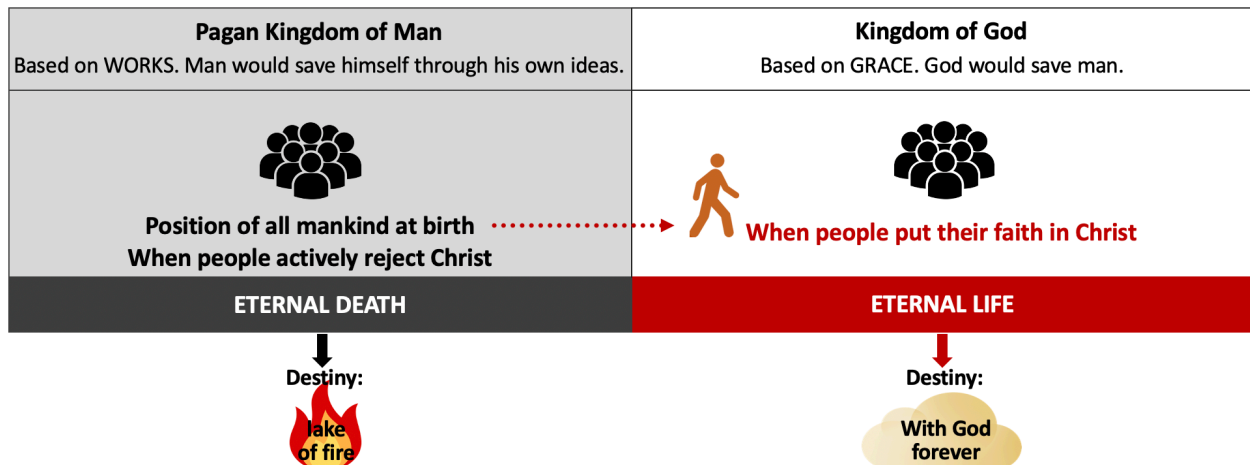 Pagan Kingdom of Man
Based on WORKS. Man would save himself through his own ideas.
Kingdom of God
Based on GRACE. God would save man.
Position of all mankind at birth
When people actively reject Christ
When people put their faith in Christ
ETERNAL DEATH
ETERNAL LIFE
Destiny:
lake
of fire
Destiny:
With God
forever